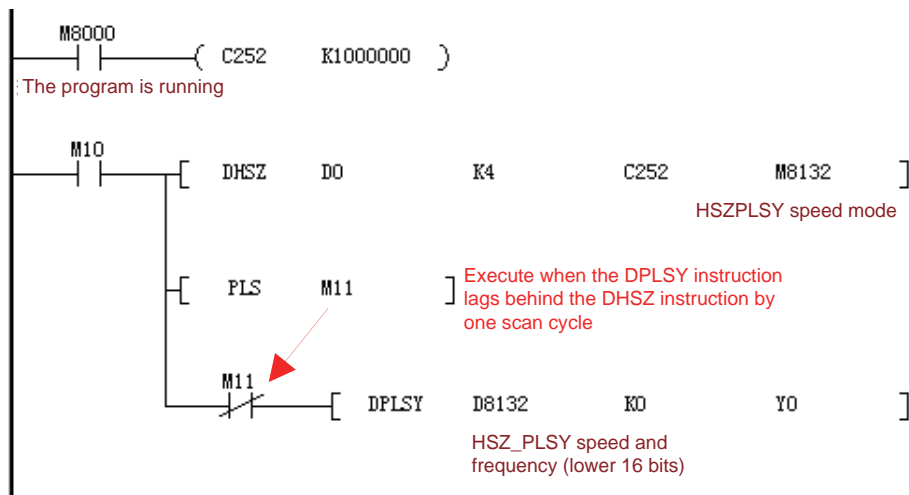 M8000
( C252 K1000000 )
The program is running
M10
[ DHSZ D0 K4 C252 M8132 ]
HSZPLSY speed mode
[ PLS M11 ]
Execute when the DPLSY instruction
lags behind the DHSZ instruction by
one scan cycle
M11
[ DPLSY D8132 K0 Y0 ]
HSZ_PLSY speed and
frequency (lower 16 bits)